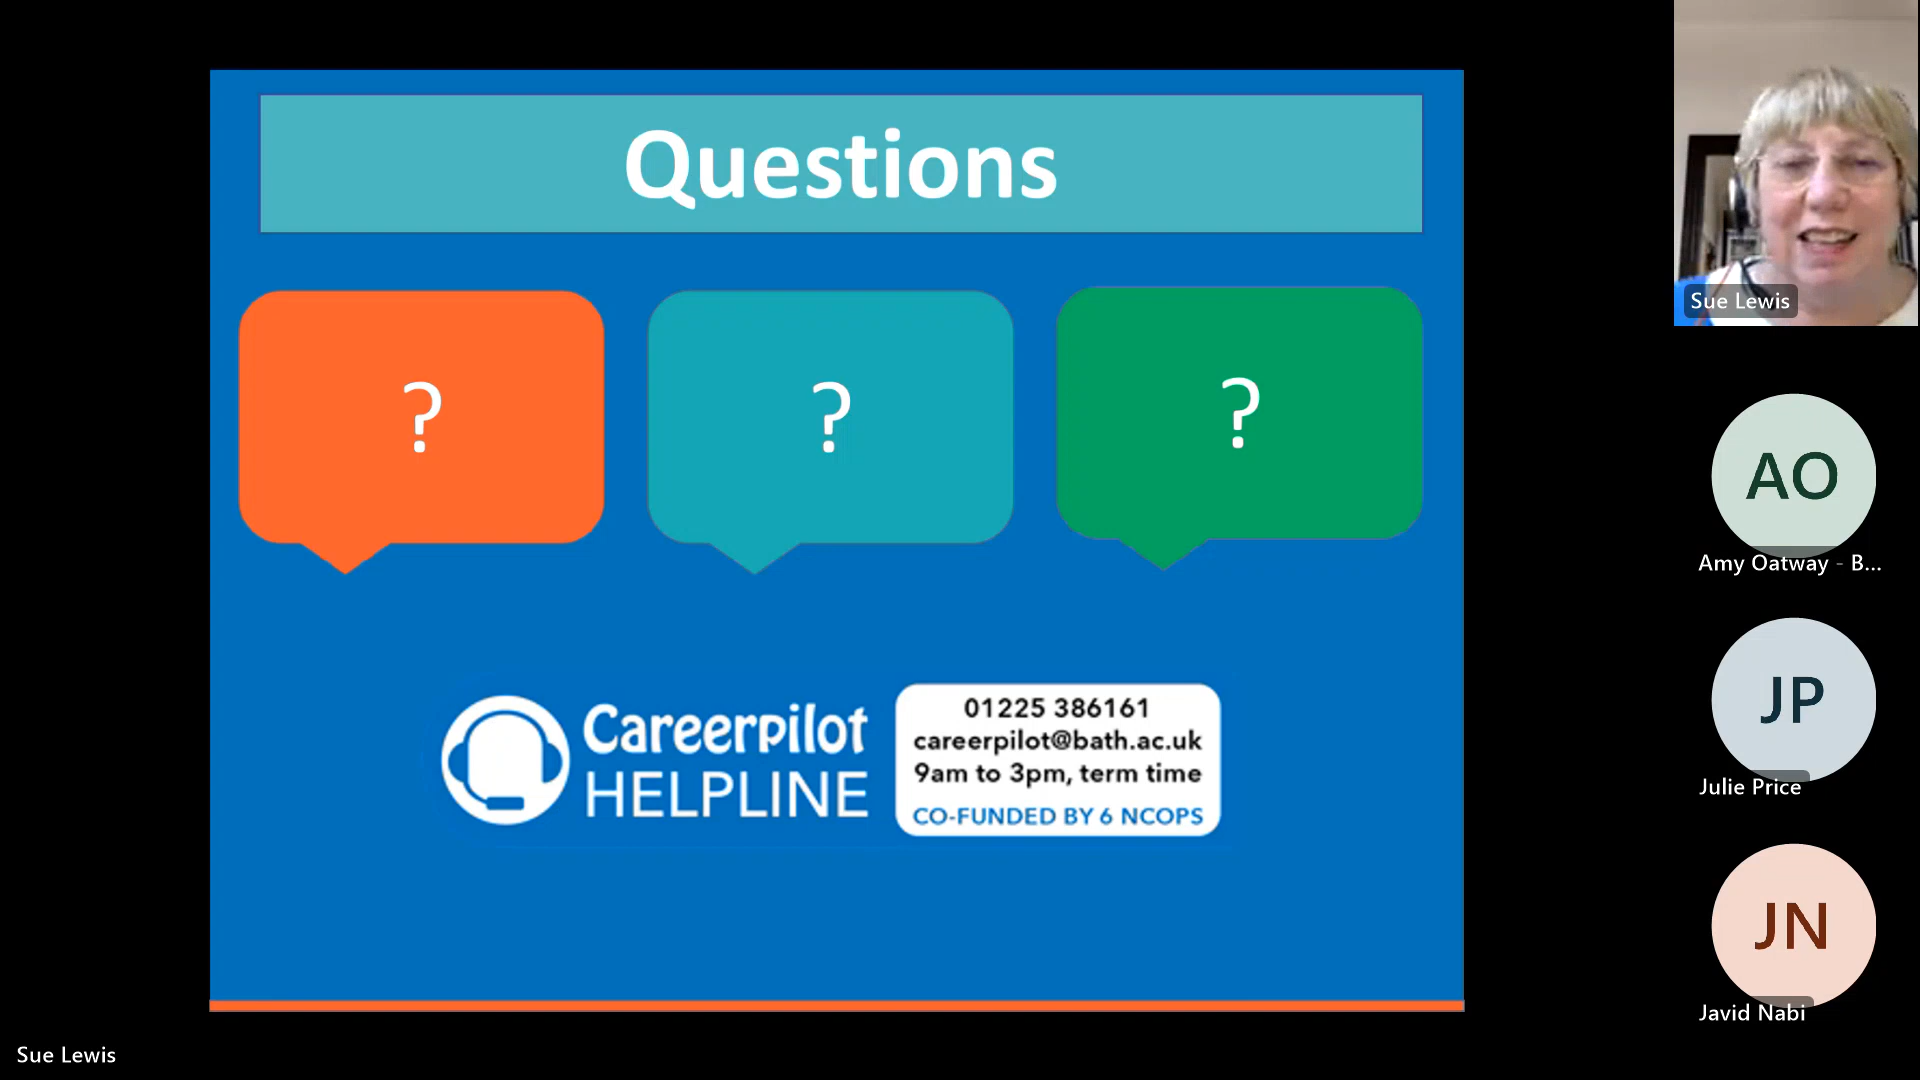 Questions
?
?
?
Careerpilot
HELPLINE
01225 386161
careerpilot@bath.ac.uk
9am to 3pm, term time
CO-FUNDED BY 6 NCOPS
Sue Lewis
AO
Amy Oatway - B...
JP
Julie Price
JN
Javid Nabi
Sue Lewis